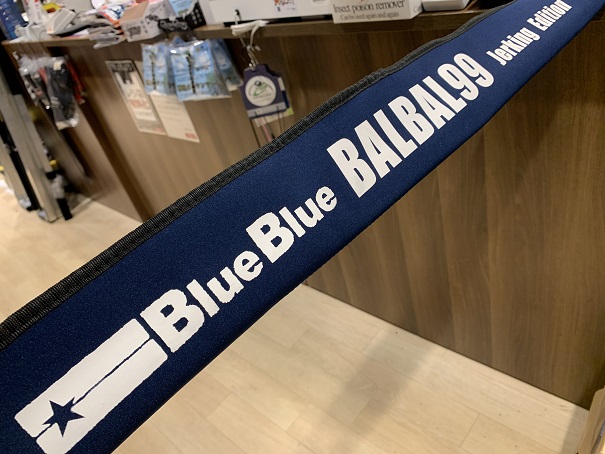 Insect poison remover
BlueBlue BALBAL99 Jerking Edition